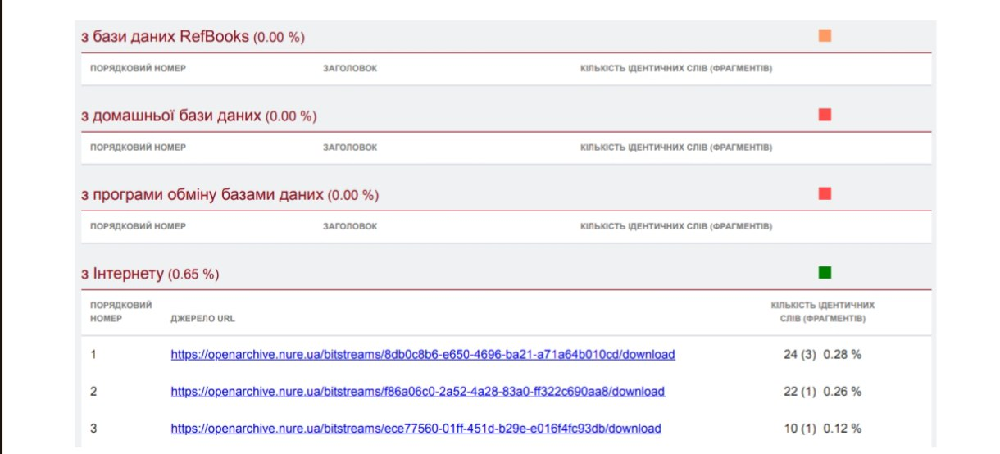 з бази даних RefBooks (0.00 %)
ПОРЯДКОВИЙ НОМЕР ЗАГОЛОВОК КІЛЬКІСТЬ ІДЕНТИЧНИХ СЛІВ (ФРАГМЕНТІВ)
з домашньої бази даних (0.00 %)
ПОРЯДКОВИЙ НОМЕР ЗАГОЛОВОК КІЛЬКІСТЬ ІДЕНТИЧНИХ СЛІВ (ФРАГМЕНТІВ)
з програми обміну базами даних (0.00 %)
ПОРЯДКОВИЙ НОМЕР ЗАГОЛОВОК КІЛЬКІСТЬ ІДЕНТИЧНИХ СЛІВ (ФРАГМЕНТІВ)
з Інтернету (0.65 %)
ПОРЯДКОВИЙ НОМЕР ДЖЕРЕЛО URL КІЛЬКІСТЬ ІДЕНТИЧНИХ СЛІВ (ФРАГМЕНТІВ)
1 https://openarchive.nure.ua/bitstreams/8db0c8b6-e650-4696-ba21-a71a64b010cd/download 24 (3) 0.28 %
2 https://openarchive.nure.ua/bitstreams/f86a06c0-2a52-4a28-83a0-ff322c690aa8/download 22 (1) 0.26 %
3 https://openarchive.nure.ua/bitstreams/ece77560-01ff-451d-b29e-e016f4fc93db/download 10 (1) 0.12 %